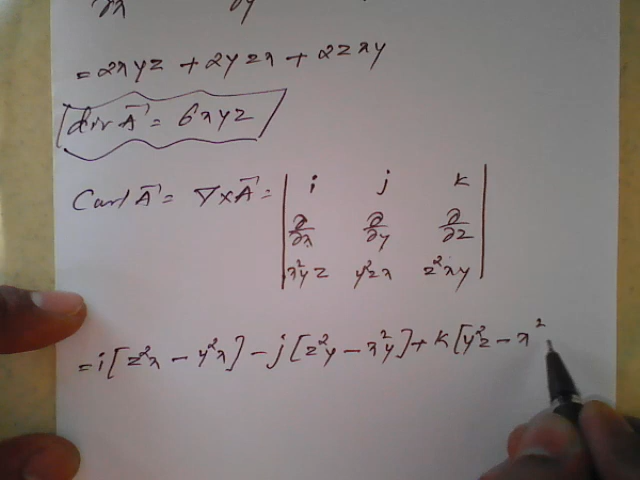 ∂x ∂y
= 2xyz + 2yzx + 2zxy
div A⃗ = 6xyz
Curl A⃗ = ∇×A⃗ = | i j k |
| ∂/∂x ∂/∂y ∂/∂z |
| x²yz y²zx z²xy |
= i[z²x − y²x] − j[z²y − x²y] + k[y²z − x²